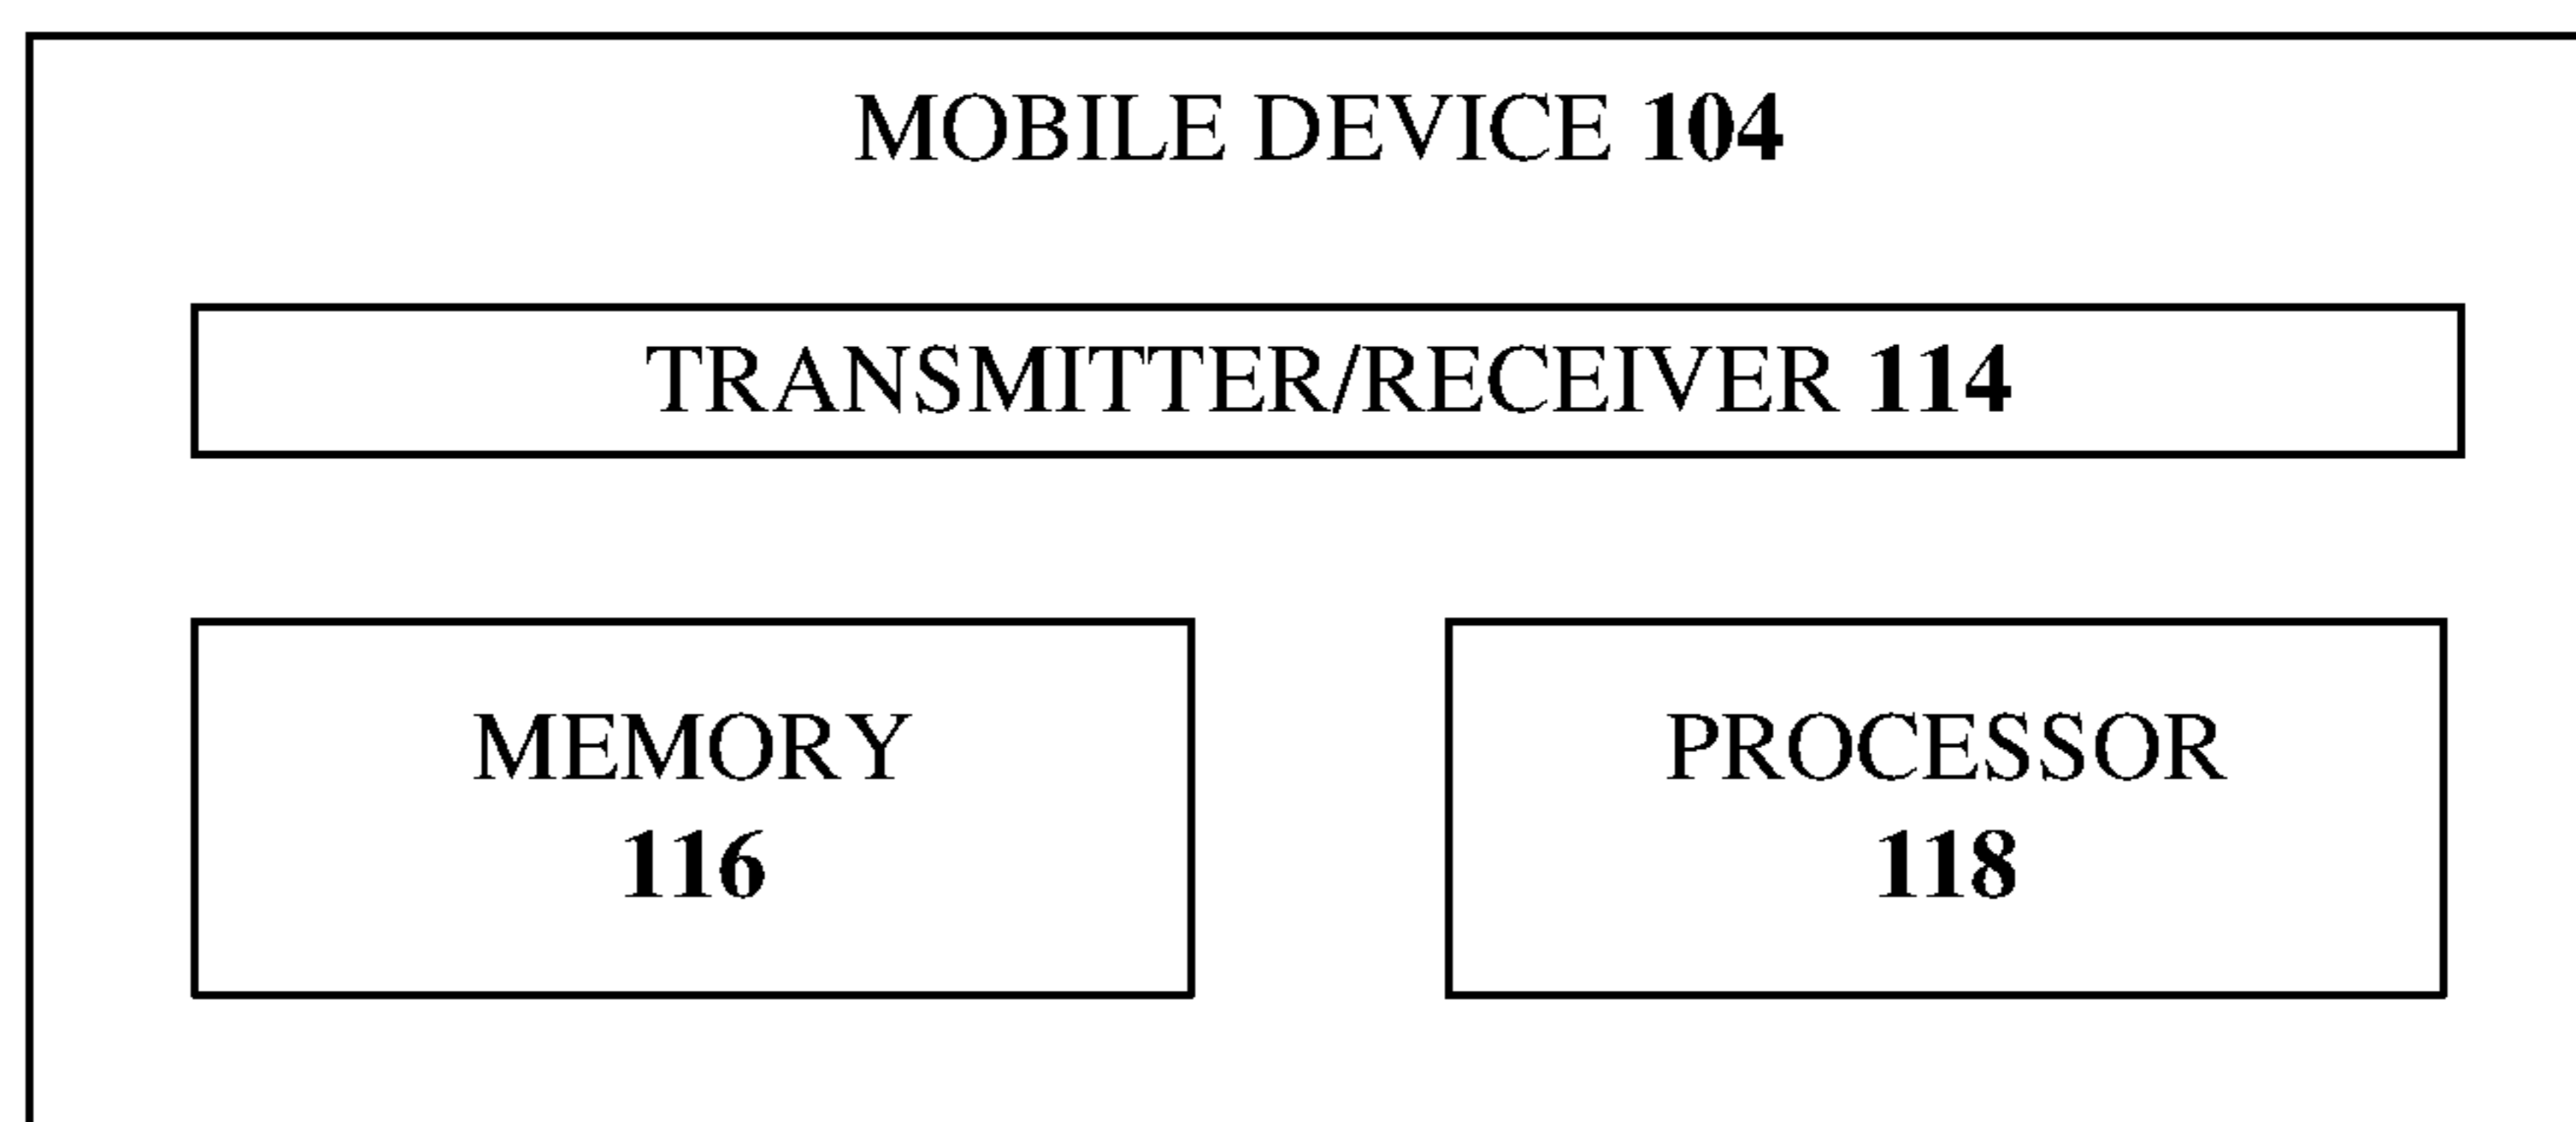 MOBILE DEVICE 104
TRANSMITTER/RECEIVER 114
MEMORY
116
PROCESSOR
118